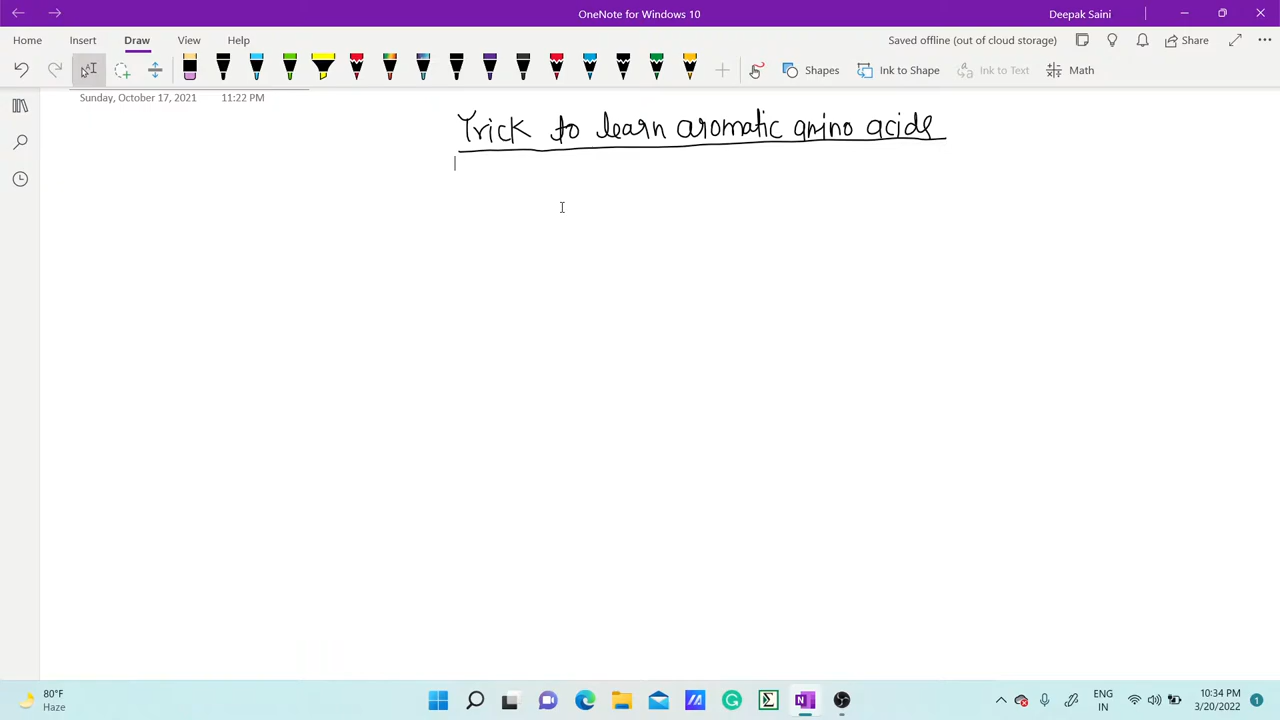 OneNote for Windows 10
Deepak Saini
Home Insert Draw View Help
Saved offline (out of cloud storage)
Share
Shapes
Ink to Shape
Ink to Text
Math
Sunday, October 17, 2021 11:22 PM
Trick to learn aromatic amino acids
80°F
Haze
ENG
IN
10:34 PM
3/20/2022
1